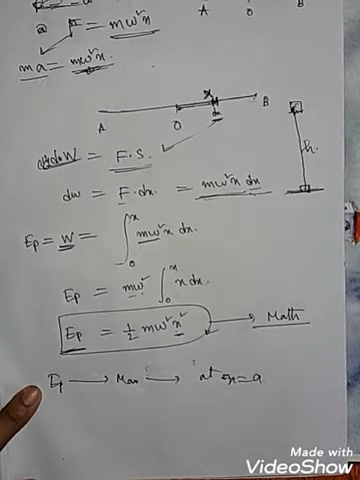 F = mω²x
ma = mω²x.
A O B
x
A O dx B
dW = F.S.
h.
dw = F.dx. = mω²x dx
Ep = W = ∫₀ˣ mω²x dx.
Ep = mω² ∫₀ˣ x dx.
Ep = ½ mω²x² → Math
Ep → Max → at x = a.
Made with
VideoShow